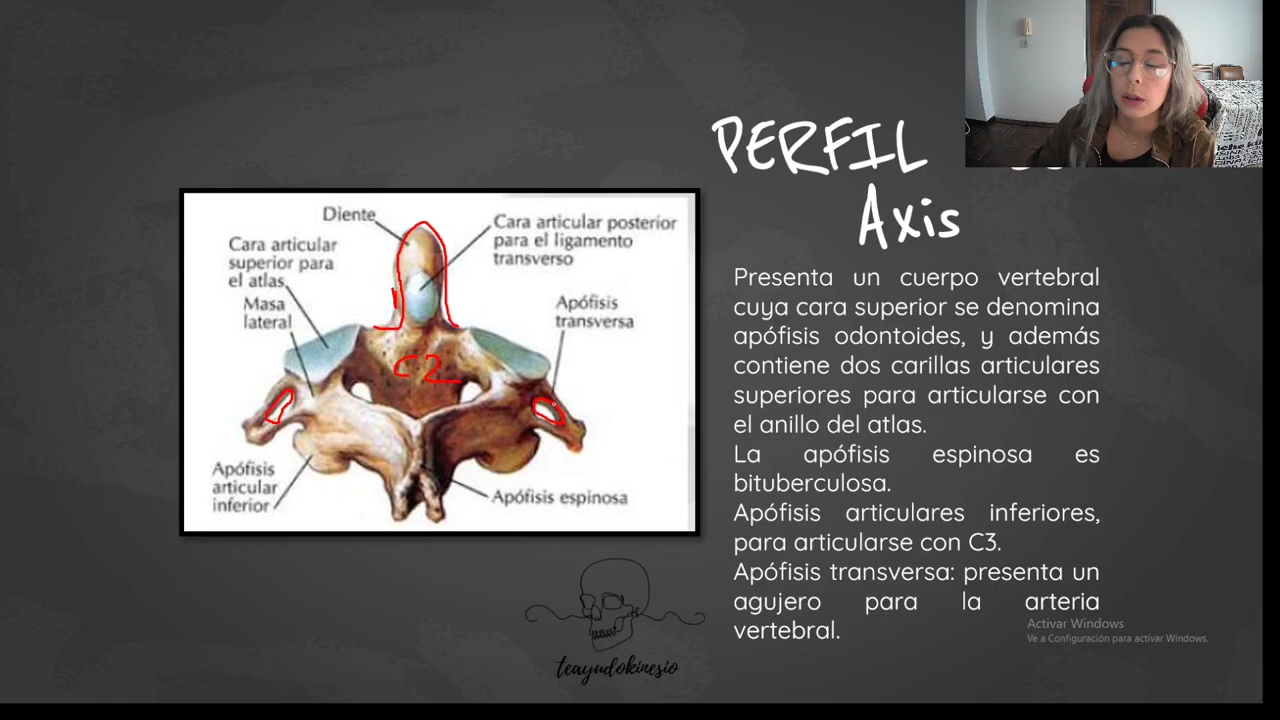 PERFIL
Axis
Diente
Cara articular posterior
para el ligamento
transverso
Cara articular
superior para
el atlas
Masa
lateral
Apófisis
transversa
C2
Apófisis
articular
inferior
Apófisis espinosa
Presenta un cuerpo vertebral
cuya cara superior se denomina
apófisis odontoides, y además
contiene dos carillas articulares
superiores para articularse con
el anillo del atlas.
La apófisis espinosa es
bituberculosa.
Apófisis articulares inferiores,
para articularse con C3.
Apófisis transversa: presenta un
agujero para la arteria
vertebral.
Activar Windows
Ve a Configuración para activar Windows.
teayudokinesio